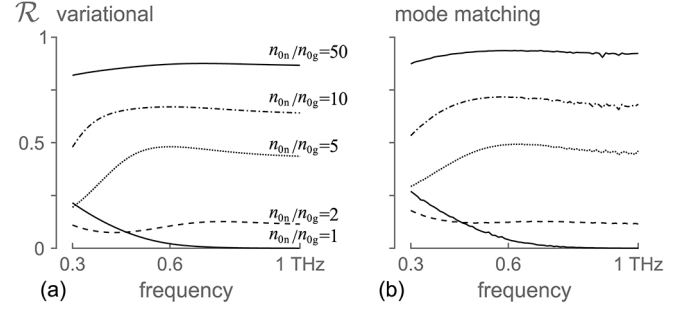 ℛ variational
mode matching
1
0.5
0
n₀ₙ/n₀g=50
n₀ₙ/n₀g=10
n₀ₙ/n₀g=5
n₀ₙ/n₀g=2
n₀ₙ/n₀g=1
0.3 0.6 1 THz
0.3 0.6 1 THz
(a) frequency
(b) frequency